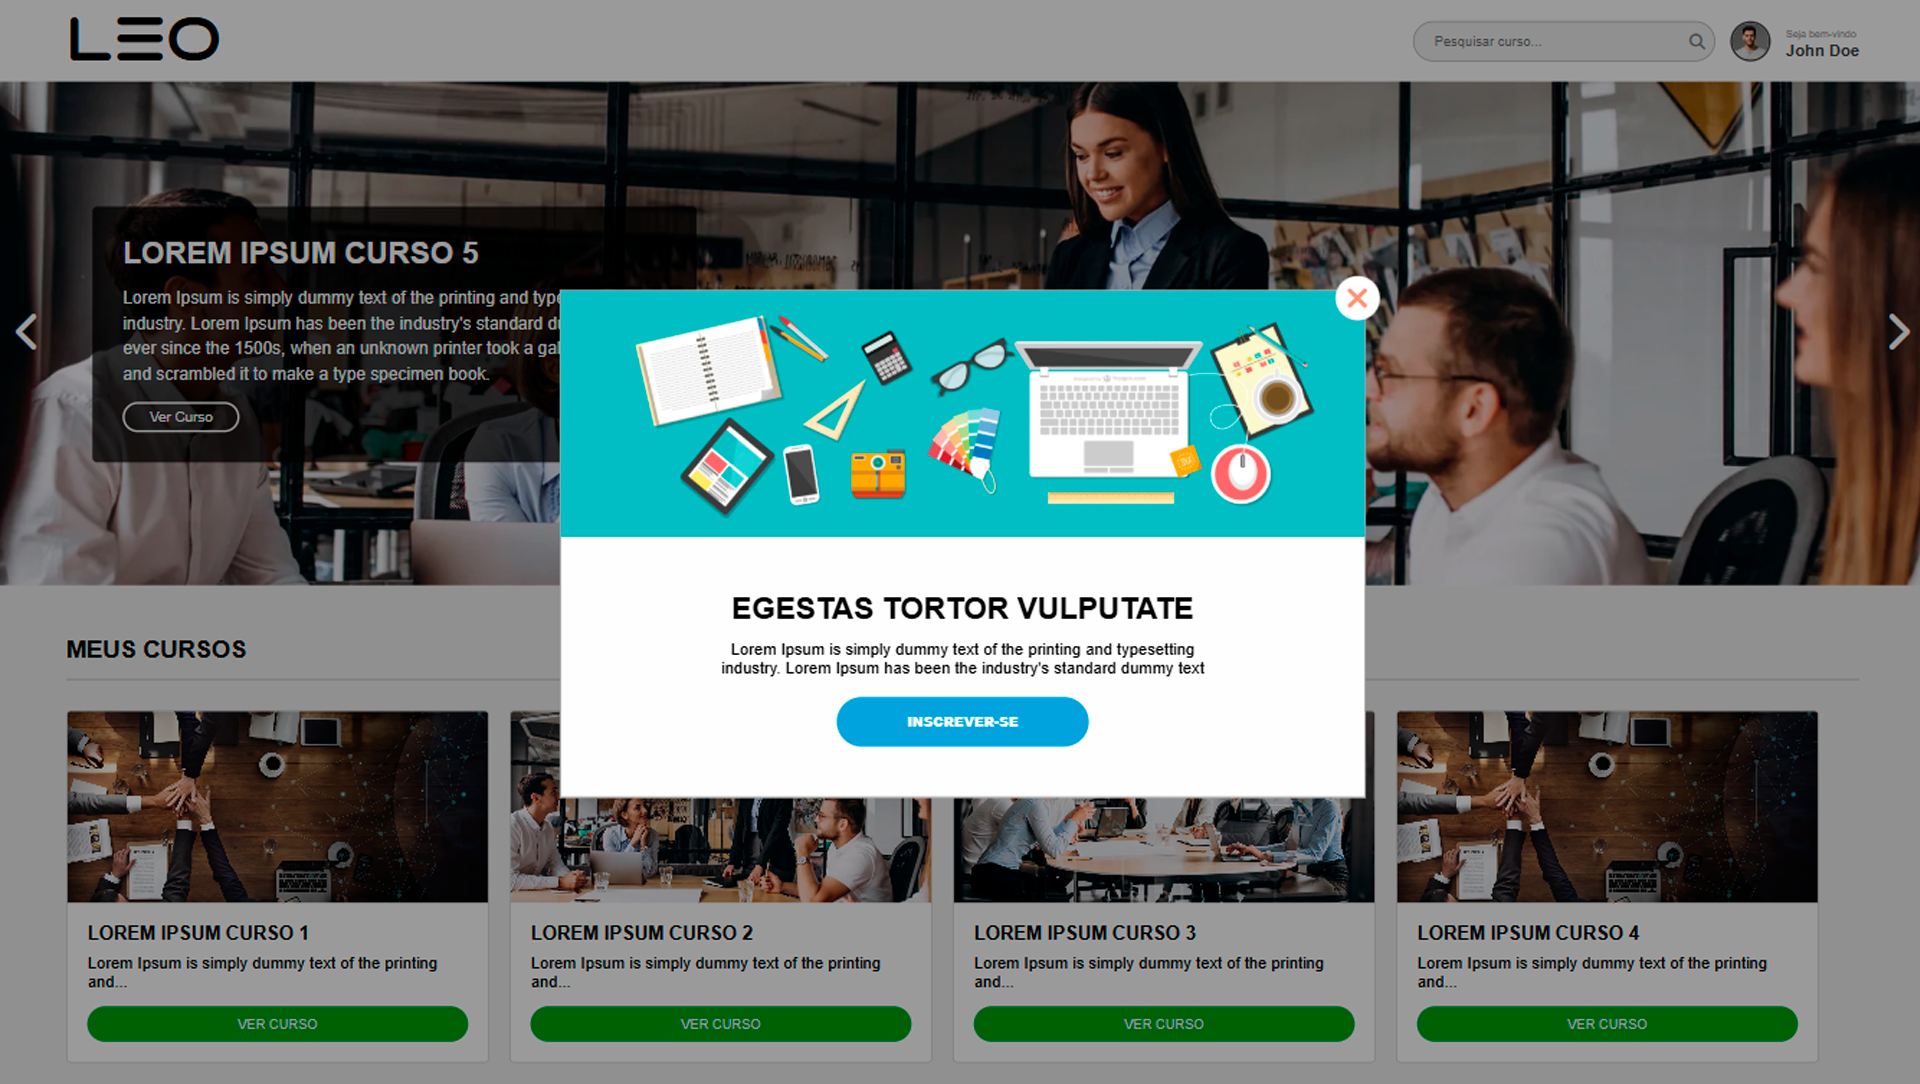 LEO
Pesquisar curso...
Seja bem-vindo
John Doe
LOREM IPSUM CURSO 5
Lorem Ipsum is simply dummy text of the printing and type
industry. Lorem Ipsum has been the industry's standard d
ever since the 1500s, when an unknown printer took a gal
and scrambled it to make a type specimen book.
Ver Curso
EGESTAS TORTOR VULPUTATE
Lorem Ipsum is simply dummy text of the printing and typesetting
industry. Lorem Ipsum has been the industry's standard dummy text
INSCREVER-SE
MEUS CURSOS
LOREM IPSUM CURSO 1
Lorem Ipsum is simply dummy text of the printing
and...
VER CURSO
LOREM IPSUM CURSO 2
Lorem Ipsum is simply dummy text of the printing
and...
VER CURSO
LOREM IPSUM CURSO 3
Lorem Ipsum is simply dummy text of the printing
and...
VER CURSO
LOREM IPSUM CURSO 4
Lorem Ipsum is simply dummy text of the printing
and...
VER CURSO